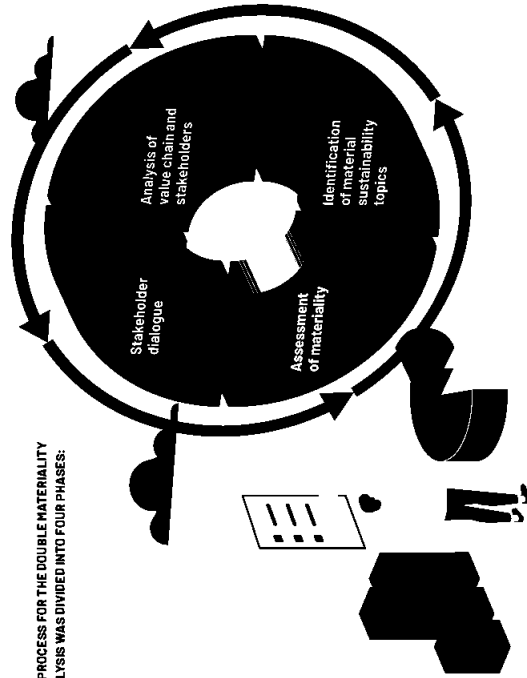 PROCESS FOR THE DOUBLE MATERIALITY
LYSIS WAS DIVIDED INTO FOUR PHASES:
Stakeholder
dialogue
Analysis of
value chain and
stakeholders
Assessment
of materiality
Identification
of material
sustainability
topics